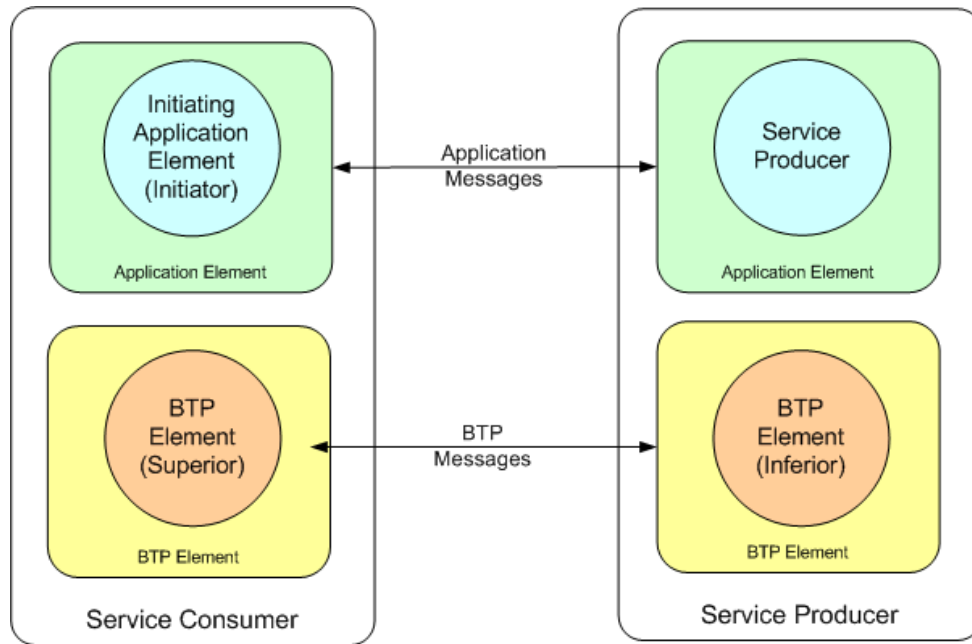 Initiating
Application
Element
(Initiator)
Application Element
Application
Messages
Service
Producer
Application Element
BTP
Element
(Superior)
BTP Element
BTP
Messages
BTP
Element
(Inferior)
BTP Element
Service Consumer
Service Producer